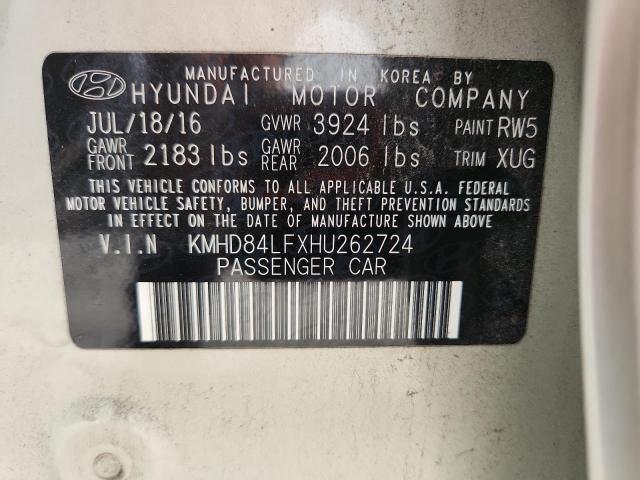 MANUFACTURED IN KOREA BY
HYUNDAI MOTOR COMPANY
JUL/18/16 GVWR 3924 lbs PAINT RW5
GAWR FRONT 2183 lbs GAWR REAR 2006 lbs TRIM XUG
THIS VEHICLE CONFORMS TO ALL APPLICABLE U.S.A. FEDERAL
MOTOR VEHICLE SAFETY, BUMPER, AND THEFT PREVENTION STANDARDS
IN EFFECT ON THE DATE OF MANUFACTURE SHOWN ABOVE
V.I.N KMHD84LFXHU262724
PASSENGER CAR